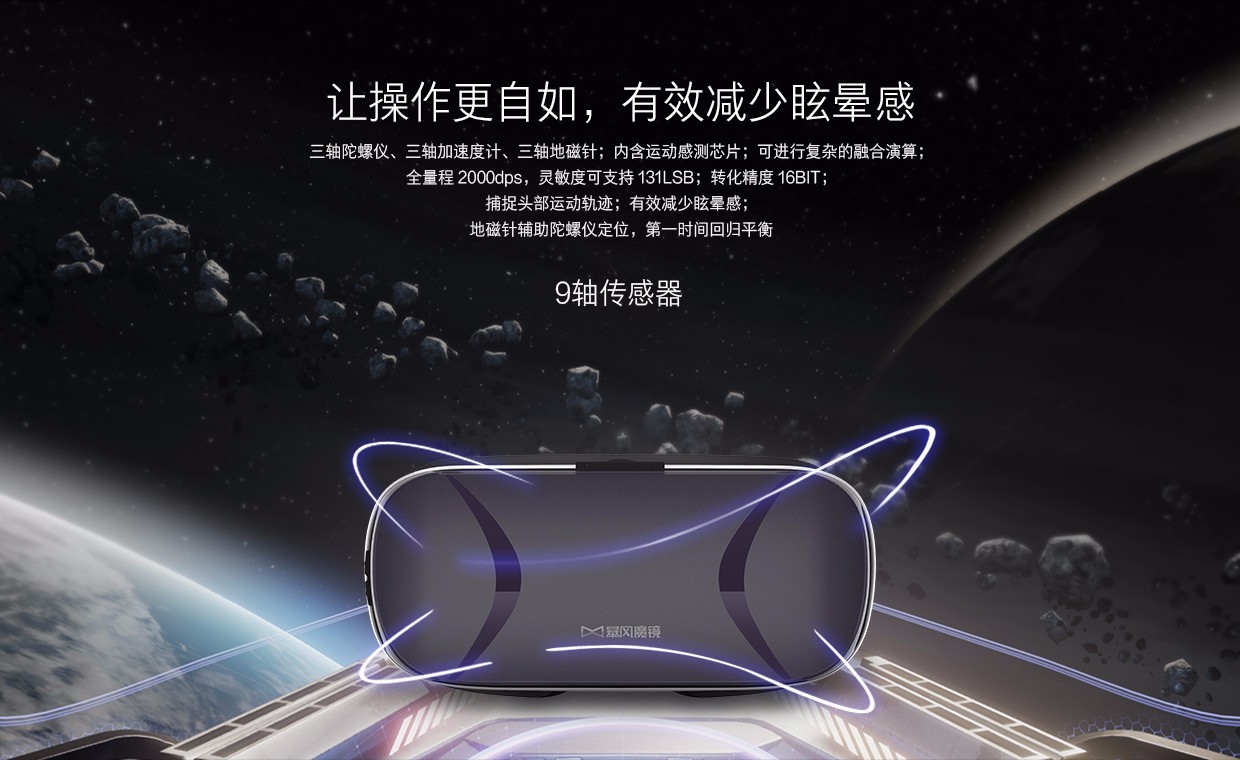 让操作更自如，有效减少眩晕感
三轴陀螺仪、三轴加速度计、三轴地磁针；内含运动感测芯片；可进行复杂的融合演算；
全量程 2000dps，灵敏度可支持 131LSB；转化精度 16BIT；
捕捉头部运动轨迹；有效减少眩晕感；
地磁针辅助陀螺仪定位，第一时间回归平衡
9轴传感器
暴风魔镜